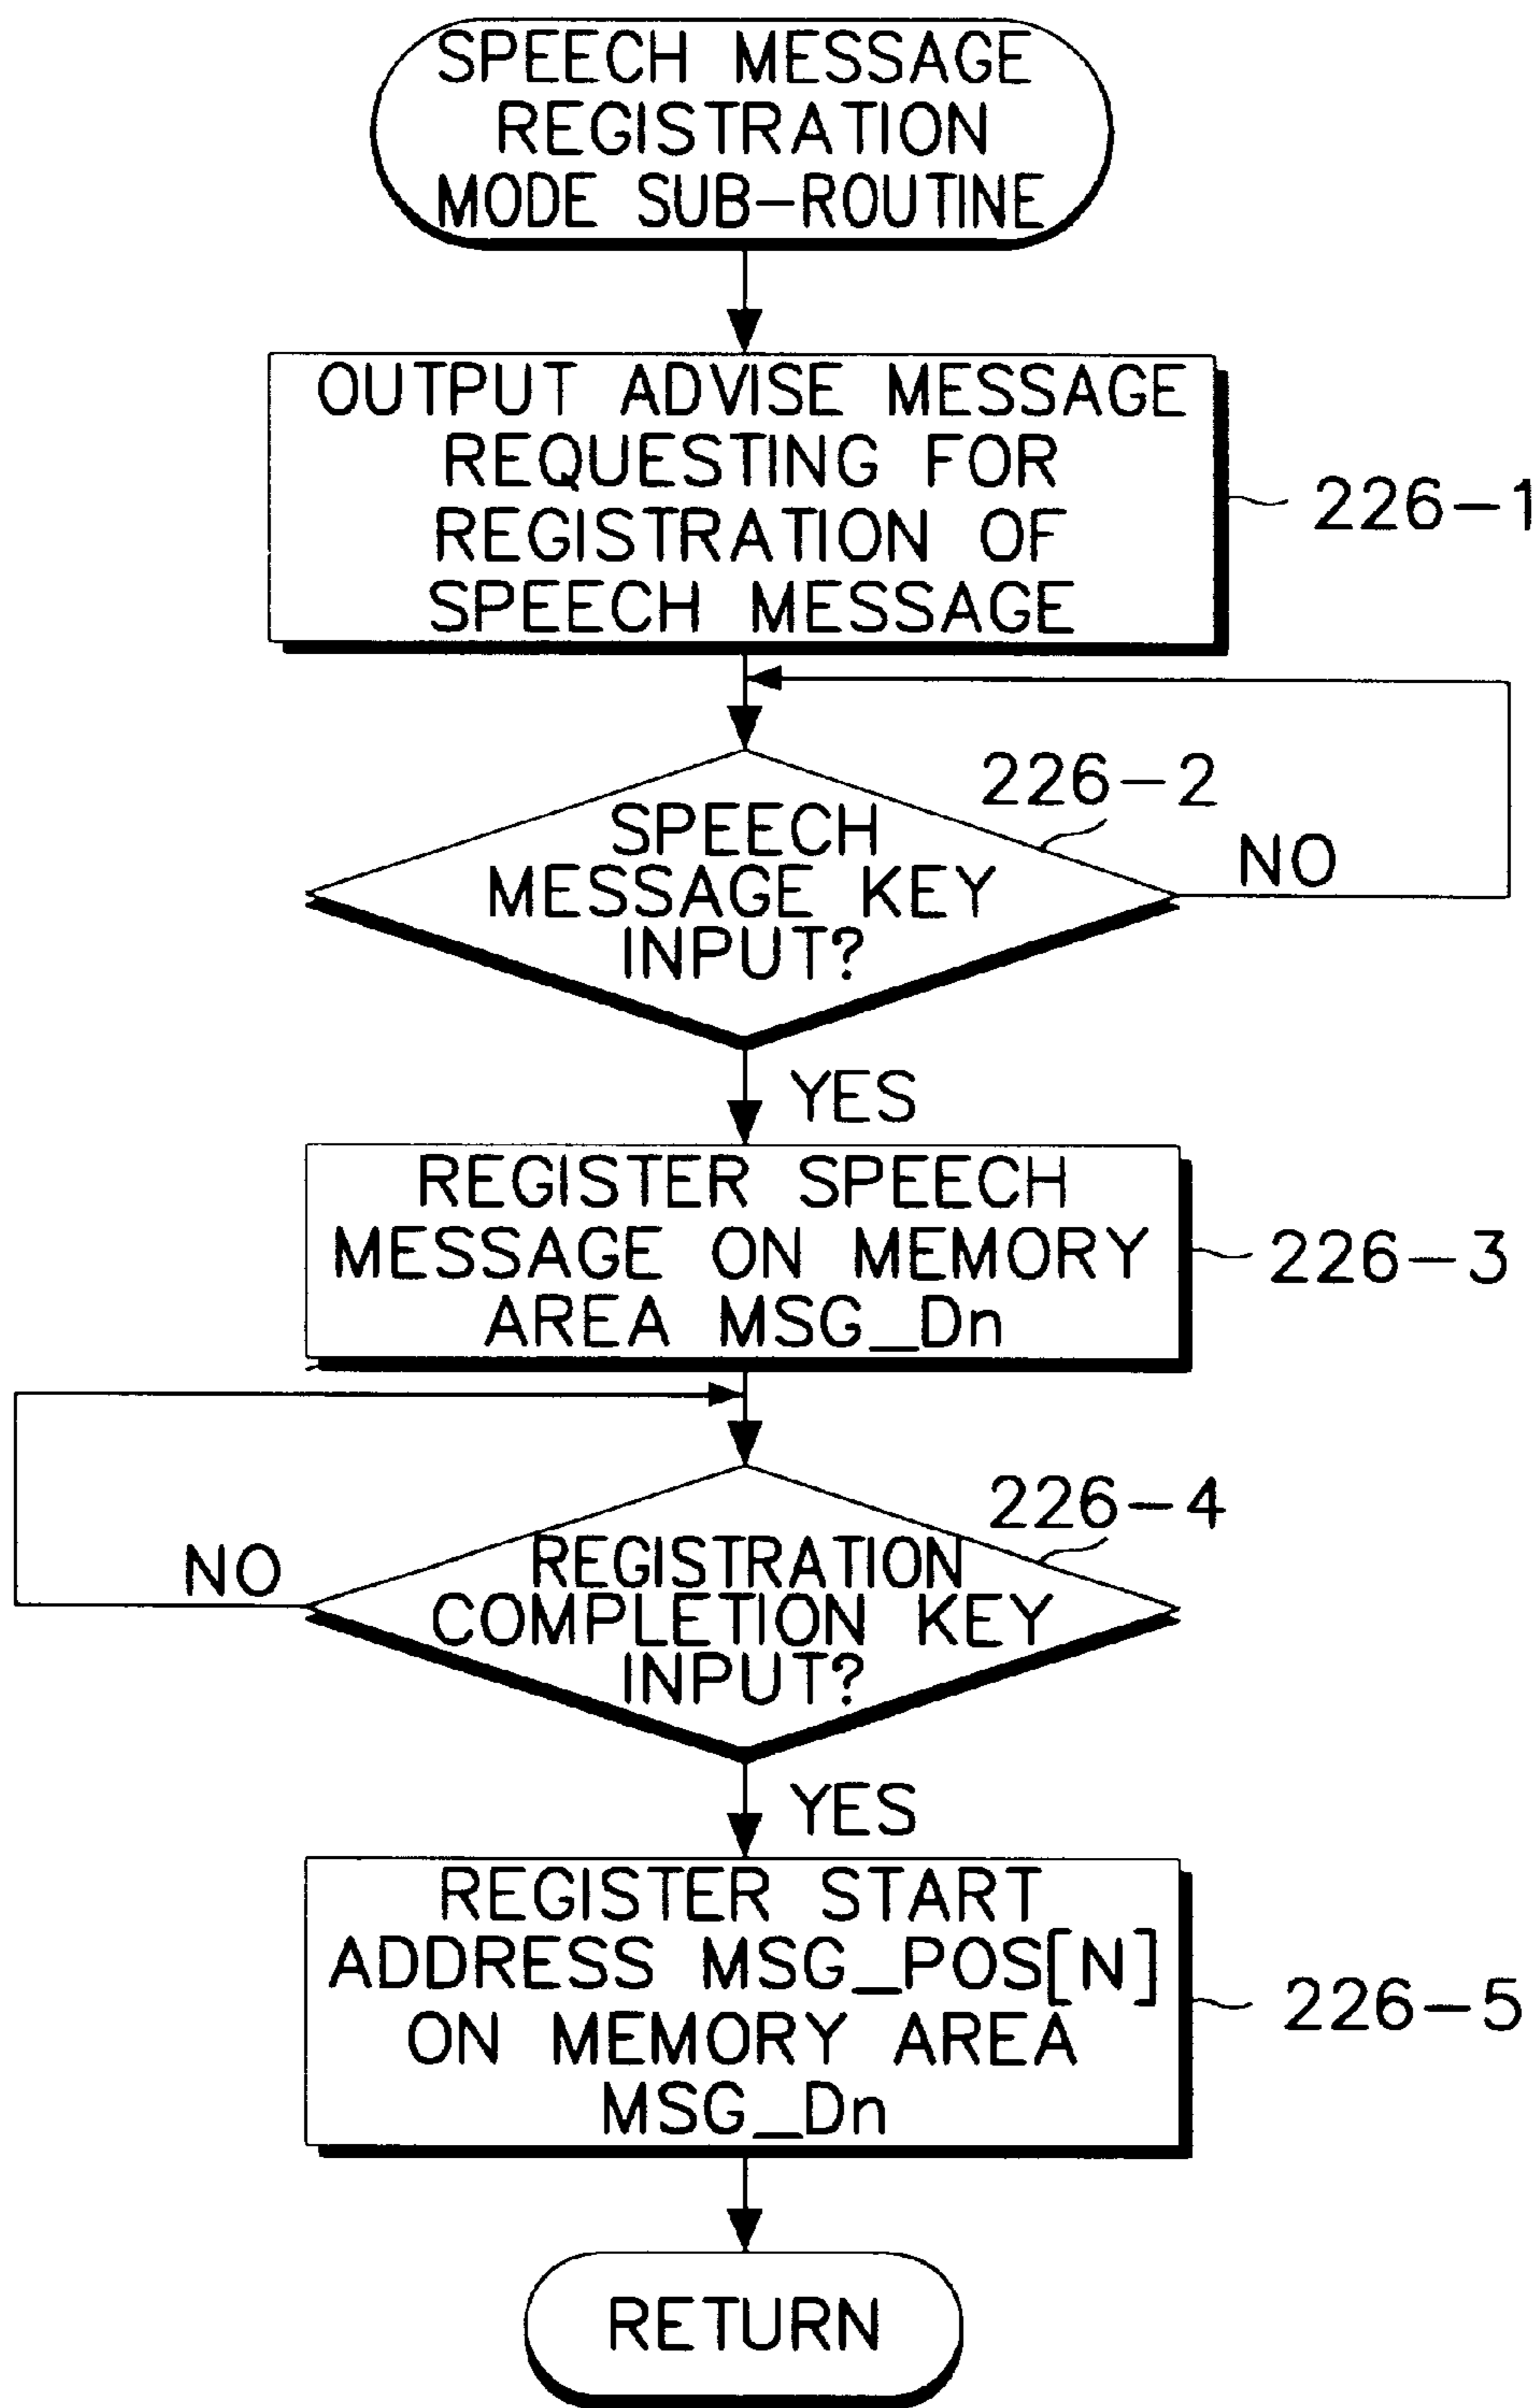 SPEECH MESSAGE
REGISTRATION
MODE SUB-ROUTINE
OUTPUT ADVISE MESSAGE
REQUESTING FOR
REGISTRATION OF
SPEECH MESSAGE
226-1
226-2
SPEECH
MESSAGE KEY
INPUT?
NO
YES
REGISTER SPEECH
MESSAGE ON MEMORY
AREA MSG_Dn
226-3
226-4
REGISTRATION
COMPLETION KEY
INPUT?
NO
YES
REGISTER START
ADDRESS MSG_POS[N]
ON MEMORY AREA
MSG_Dn
226-5
RETURN